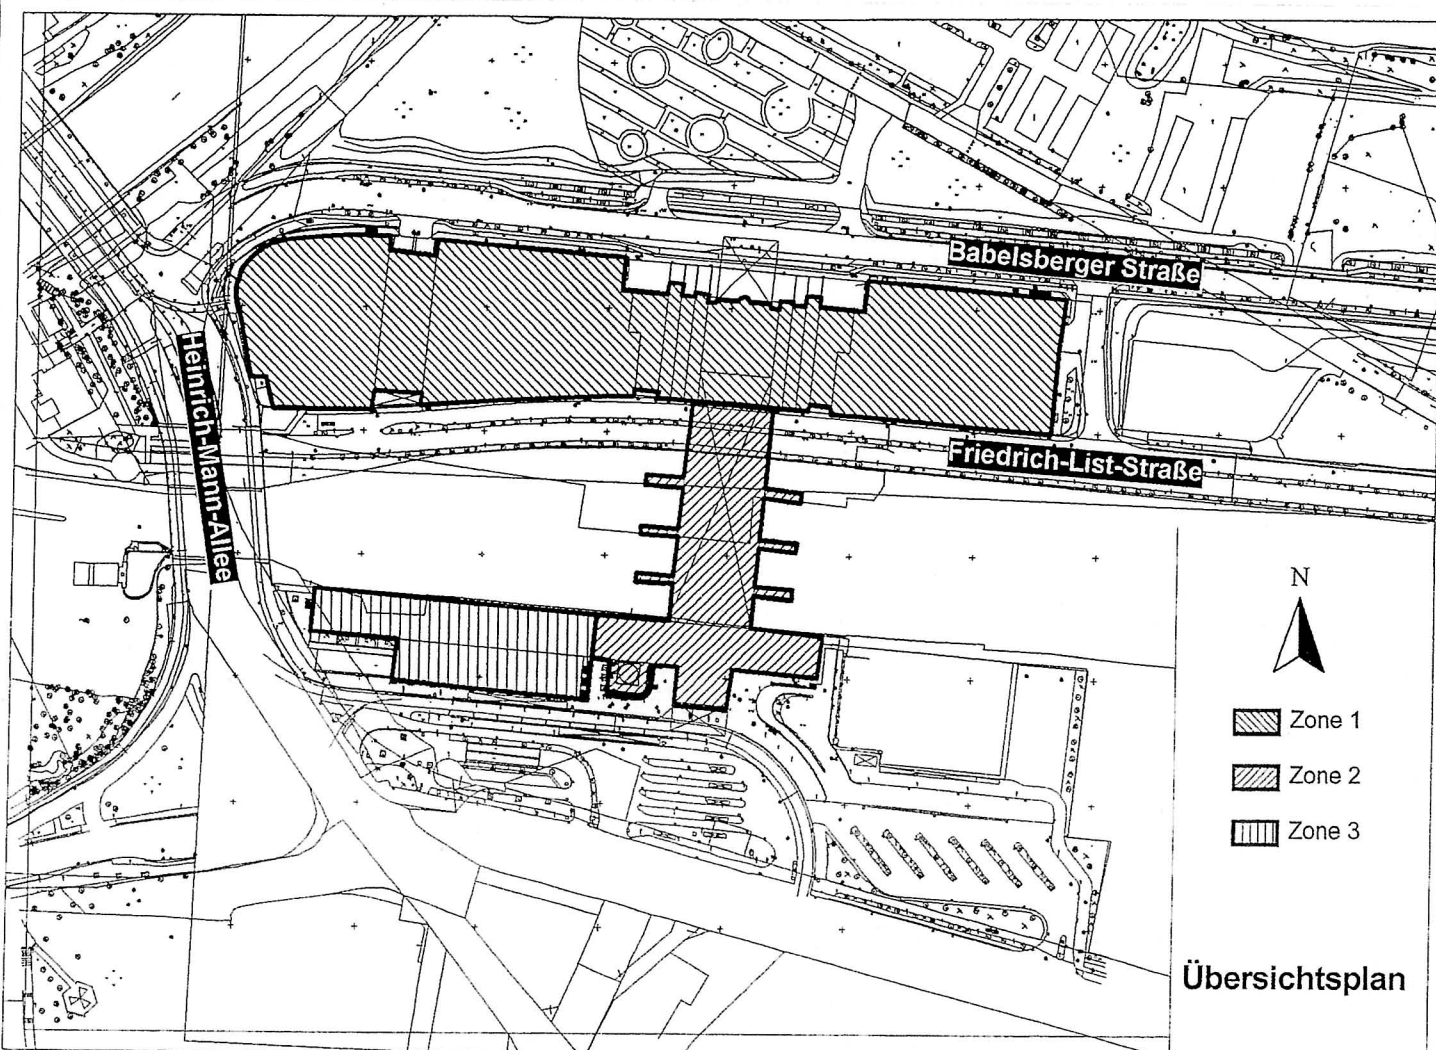 Babelsberger Straße
Heinrich-Mann-Allee
Friedrich-List-Straße
N
Zone 1
Zone 2
Zone 3
Übersichtsplan